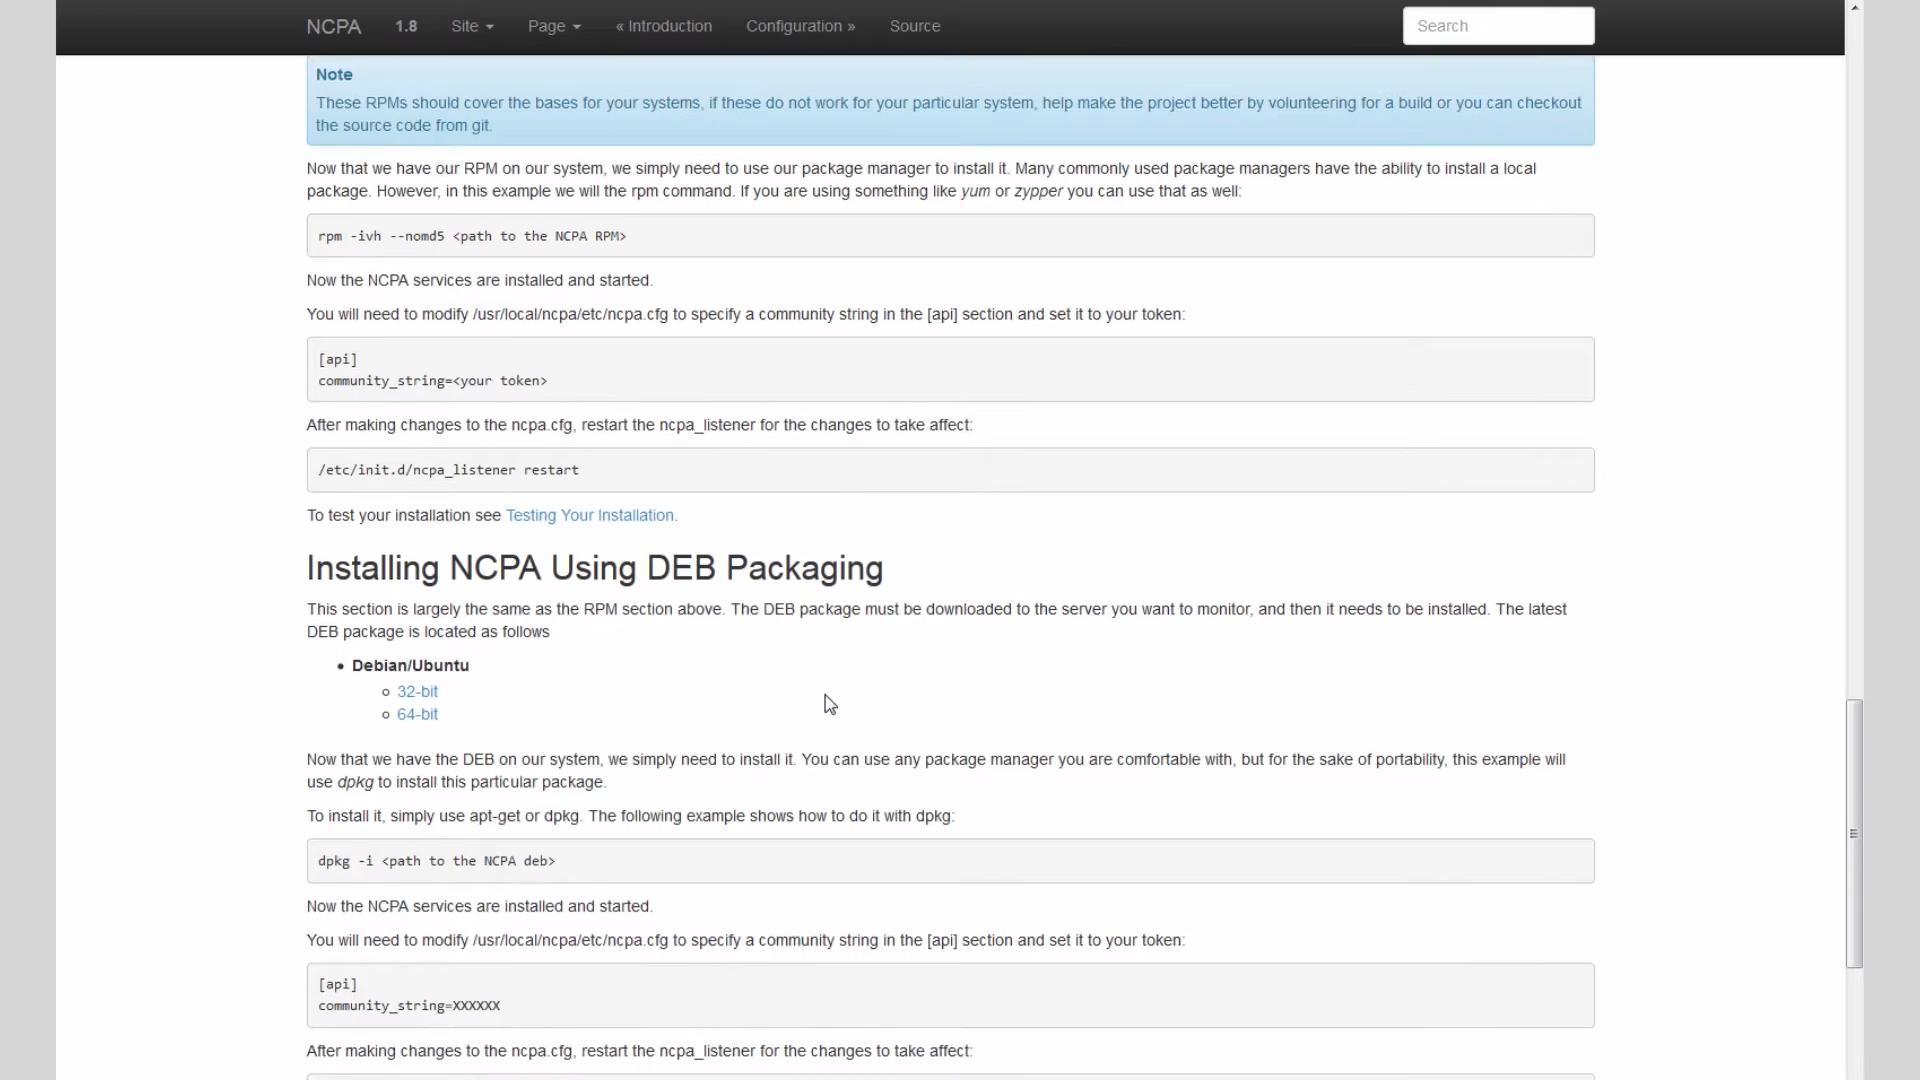 NCPA 1.8 Site Page « Introduction Configuration » Source Search
Note
These RPMs should cover the bases for your systems, if these do not work for your particular system, help make the project better by volunteering for a build or you can checkout
the source code from git.
Now that we have our RPM on our system, we simply need to use our package manager to install it. Many commonly used package managers have the ability to install a local
package. However, in this example we will the rpm command. If you are using something like yum or zypper you can use that as well:
rpm -ivh --nomd5 <path to the NCPA RPM>
Now the NCPA services are installed and started.
You will need to modify /usr/local/ncpa/etc/ncpa.cfg to specify a community string in the [api] section and set it to your token:
[api]
community_string=<your token>
After making changes to the ncpa.cfg, restart the ncpa_listener for the changes to take affect:
/etc/init.d/ncpa_listener restart
To test your installation see Testing Your Installation.
Installing NCPA Using DEB Packaging
This section is largely the same as the RPM section above. The DEB package must be downloaded to the server you want to monitor, and then it needs to be installed. The latest
DEB package is located as follows
• Debian/Ubuntu
○ 32-bit
○ 64-bit
Now that we have the DEB on our system, we simply need to install it. You can use any package manager you are comfortable with, but for the sake of portability, this example will
use dpkg to install this particular package.
To install it, simply use apt-get or dpkg. The following example shows how to do it with dpkg:
dpkg -i <path to the NCPA deb>
Now the NCPA services are installed and started.
You will need to modify /usr/local/ncpa/etc/ncpa.cfg to specify a community string in the [api] section and set it to your token:
[api]
community_string=XXXXXX
After making changes to the ncpa.cfg, restart the ncpa_listener for the changes to take affect: